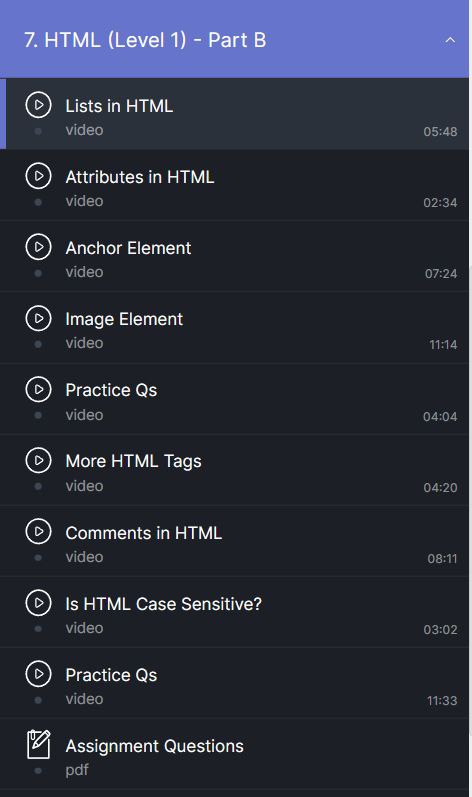 7. HTML (Level 1) - Part B
Lists in HTML
video
05:48
Attributes in HTML
video
02:34
Anchor Element
video
07:24
Image Element
video
11:14
Practice Qs
video
04:04
More HTML Tags
video
04:20
Comments in HTML
video
08:11
Is HTML Case Sensitive?
video
03:02
Practice Qs
video
11:33
Assignment Questions
pdf